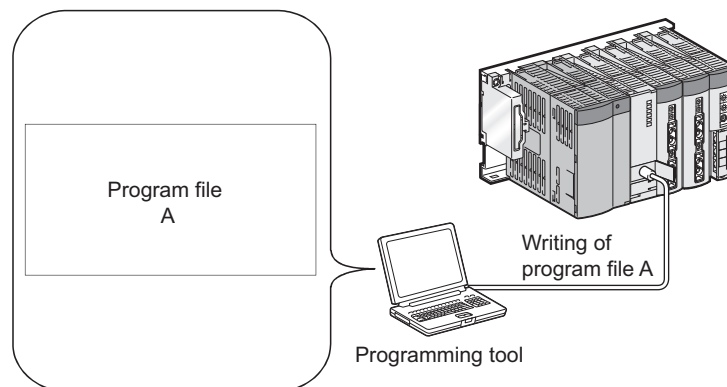 Program file
A
Writing of
program file A
Programming tool